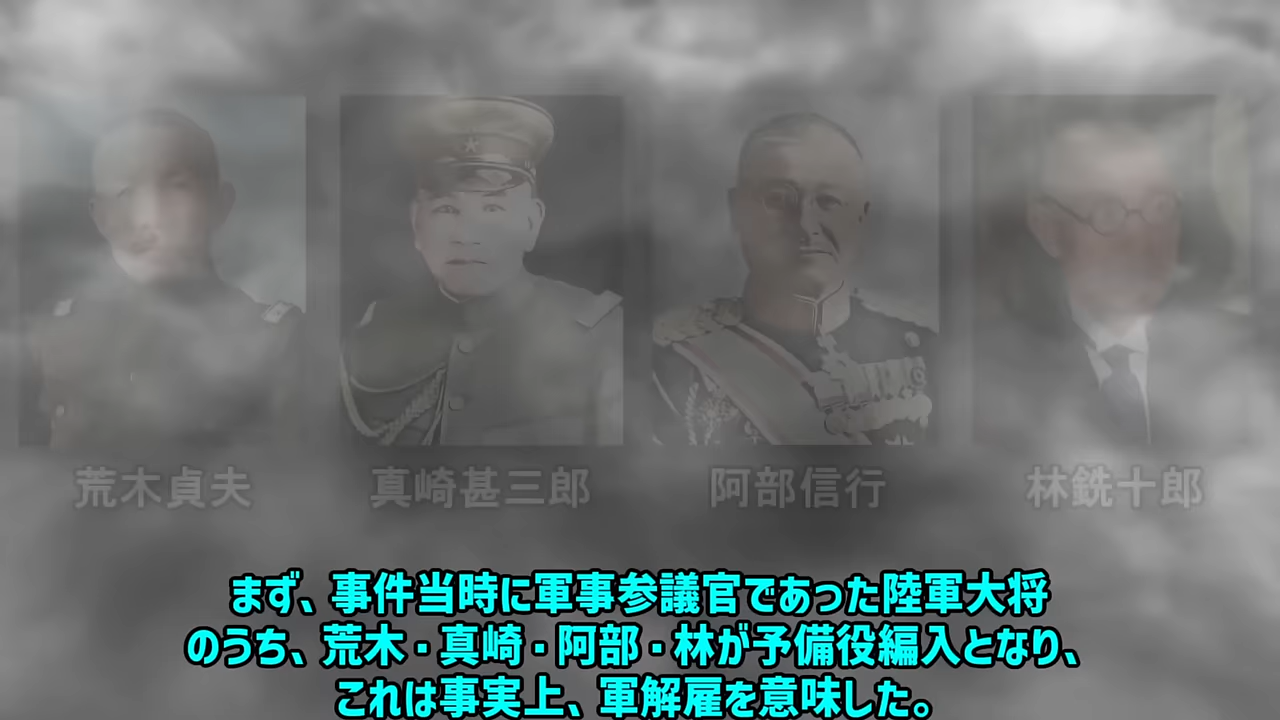 荒木貞夫
真崎甚三郎
阿部信行
林銑十郎
まず、事件当時に軍事参議官であった陸軍大将
のうち、荒木・真崎・阿部・林が予備役編入となり、
これは事実上、軍解雇を意味した。